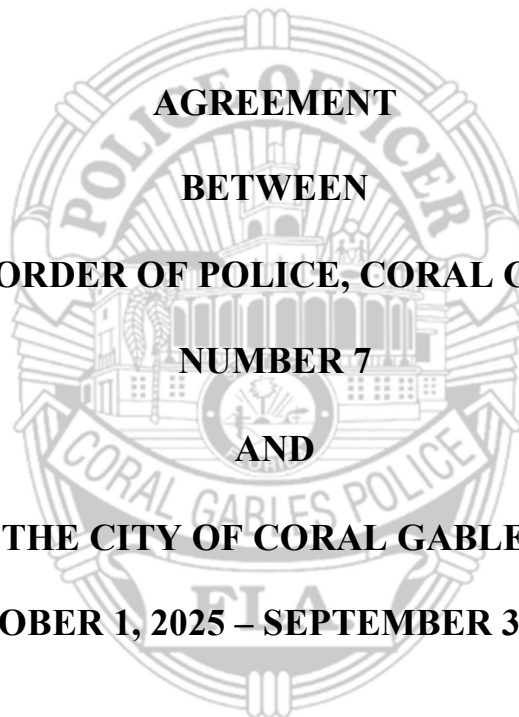 POLICE OFFICER
AGREEMENT
BETWEEN
ORDER OF POLICE, CORAL
NUMBER 7
AND
CORAL GABLES POLICE
THE CITY OF CORAL GABLE
FLA
OBER 1, 2025 – SEPTEMBER 3